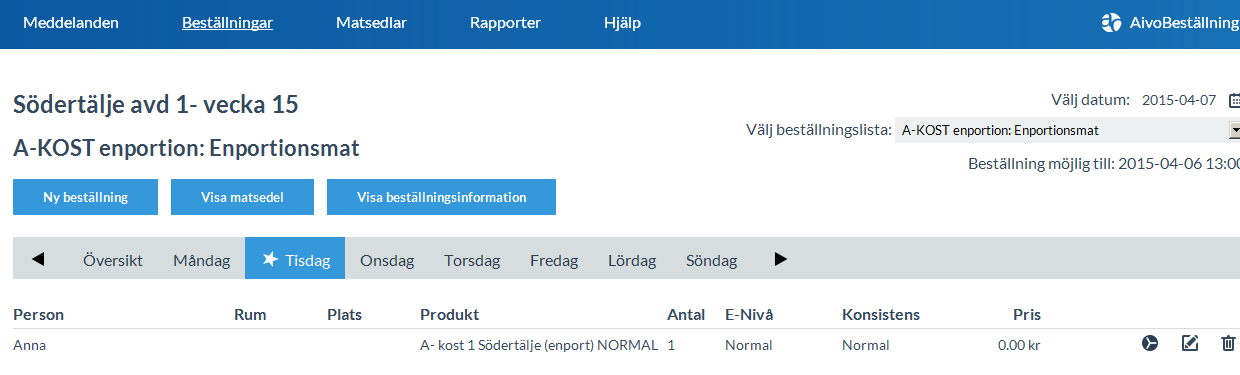 Meddelanden Beställningar Matsedlar Rapporter Hjälp AivoBeställning
Södertälje avd 1- vecka 15
Välj datum: 2015-04-07
A-KOST enportion: Enportionsmat
Välj beställningslista: A-KOST enportion: Enportionsmat
Beställning möjlig till: 2015-04-06 13:00
Ny beställning Visa matsedel Visa beställningsinformation
Översikt Måndag Tisdag Onsdag Torsdag Fredag Lördag Söndag
Person Rum Plats Produkt Antal E-Nivå Konsistens Pris
Anna A- kost 1 Södertälje (enport) NORMAL 1 Normal Normal 0.00 kr